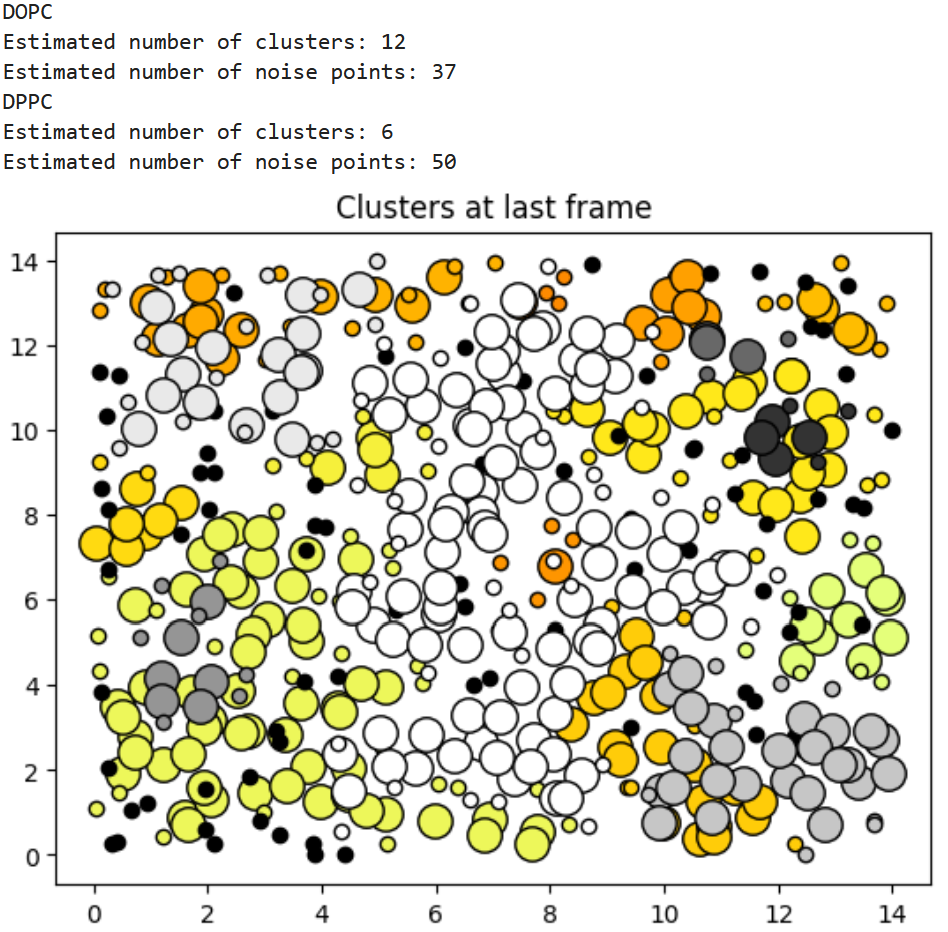 DOPC
Estimated number of clusters: 12
Estimated number of noise points: 37
DPPC
Estimated number of clusters: 6
Estimated number of noise points: 50
Clusters at last frame
14
12
10
8
6
4
2
0
0 2 4 6 8 10 12 14